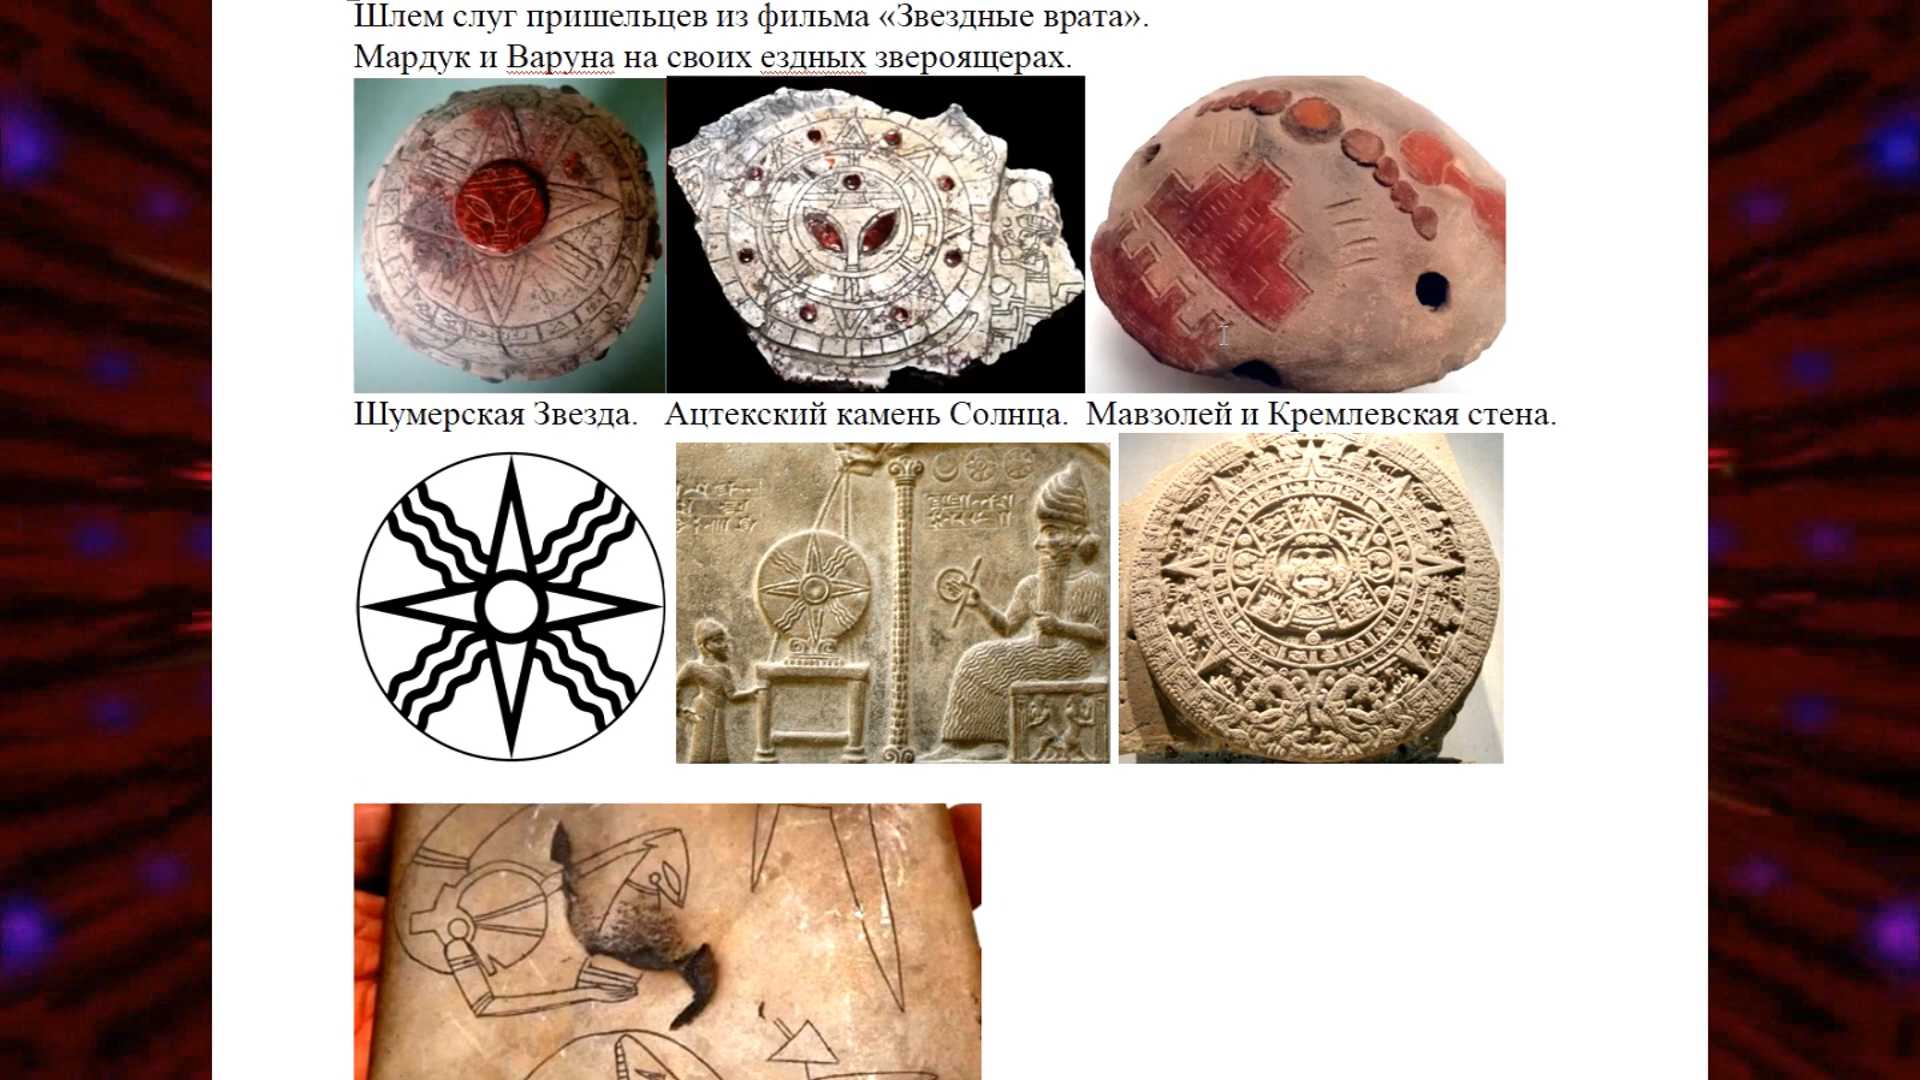 Шлем слуг пришельцев из фильма «Звездные врата».
Мардук и Варуна на своих ездных звероящерах.
Шумерская Звезда. Ацтекский камень Солнца. Мавзолей и Кремлевская стена.